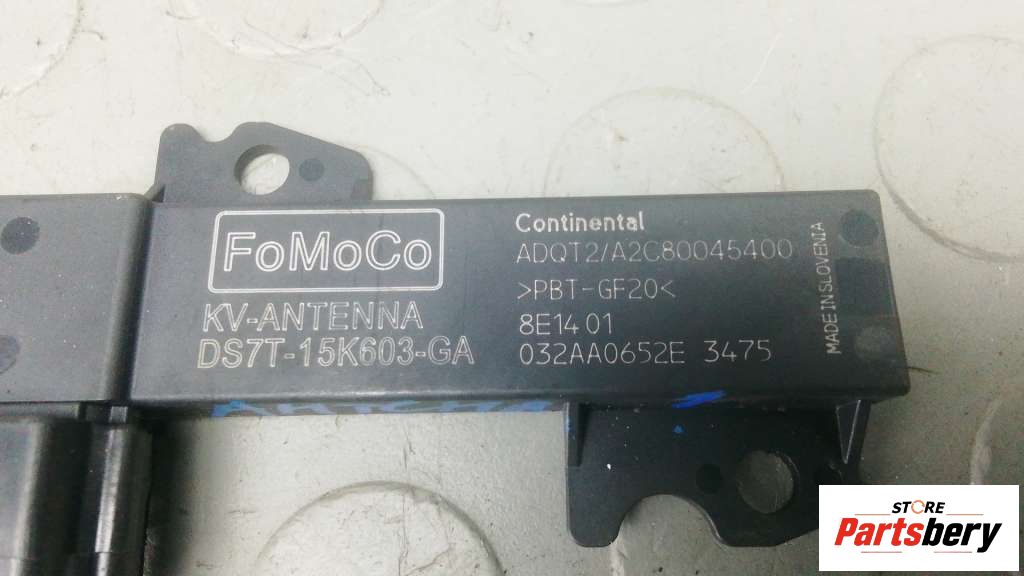 FoMoCo
KV-ANTENNA
DS7T-15K603-GA
Continental
ADQT2/A2C80045400
>PBT-GF20<
8E14 01
032AA0652E 3475
MADE IN SLOVENIA
STORE
Partsbery